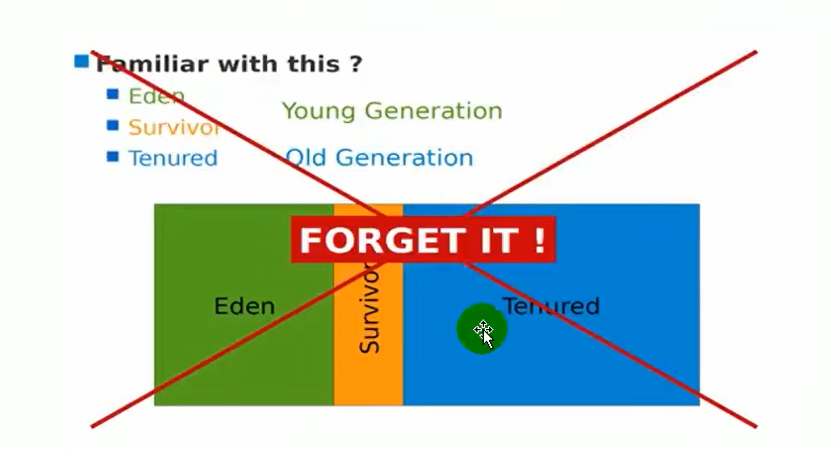 Familiar with this ?
Eden
Young Generation
Survivor
Tenured
Old Generation
FORGET IT !
Eden
Survivor
Tenured